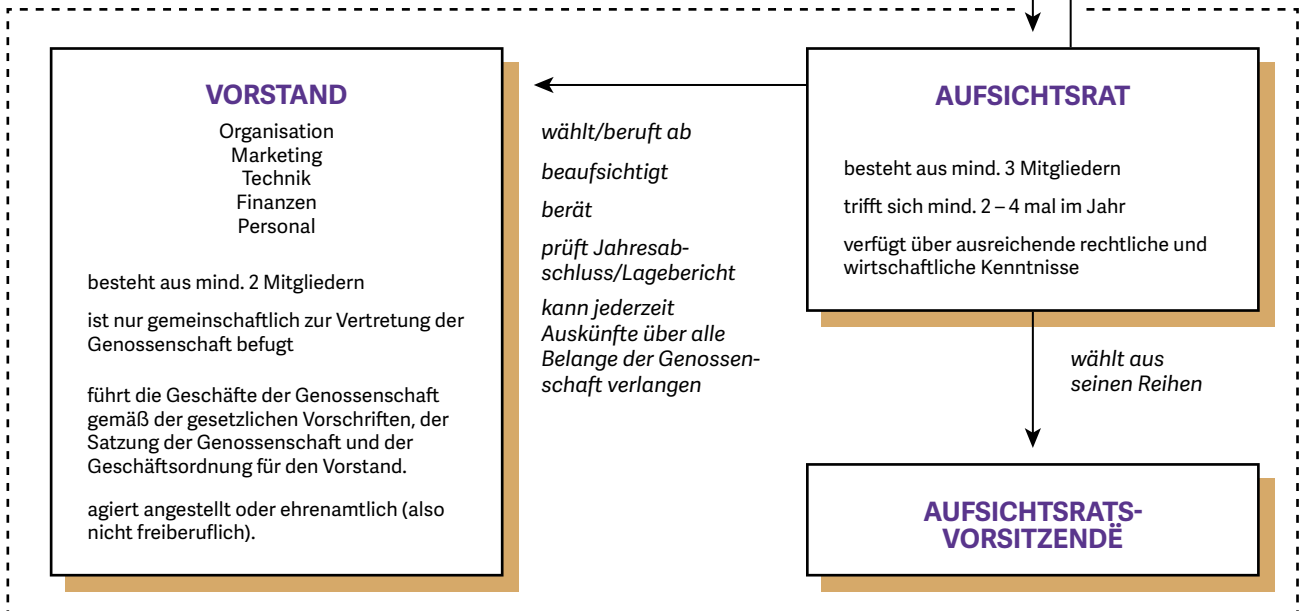 VORSTAND
Organisation
Marketing
Technik
Finanzen
Personal
besteht aus mind. 2 Mitgliedern
ist nur gemeinschaftlich zur Vertretung der
Genossenschaft befugt
führt die Geschäfte der Genossenschaft
gemäß der gesetzlichen Vorschriften, der
Satzung der Genossenschaft und der
Geschäftsordnung für den Vorstand.
agiert angestellt oder ehrenamtlich (also
nicht freiberuflich).
wählt/beruft ab
beaufsichtigt
berät
prüft Jahresab-
schluss/Lagebericht
kann jederzeit
Auskünfte über alle
Belange der Genossen-
schaft verlangen
AUFSICHTSRAT
besteht aus mind. 3 Mitgliedern
trifft sich mind. 2 – 4 mal im Jahr
verfügt über ausreichende rechtliche und
wirtschaftliche Kenntnisse
wählt aus
seinen Reihen
AUFSICHTSRATS-
VORSITZENDË